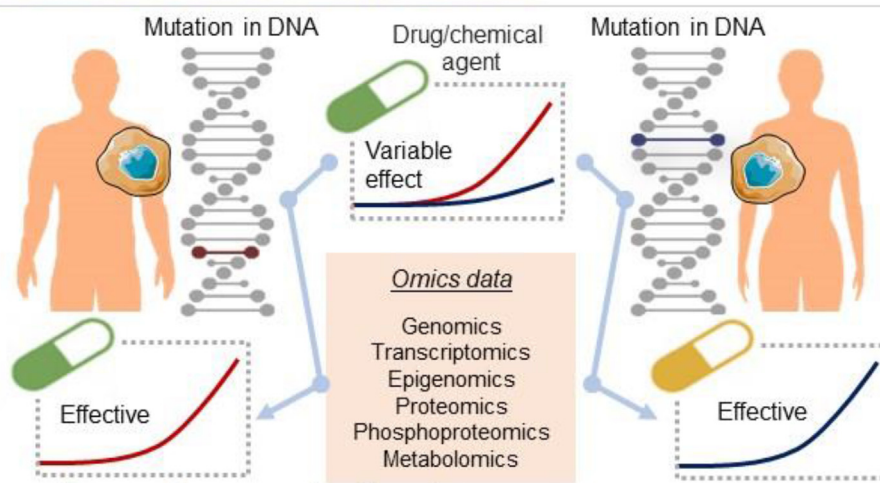 Mutation in DNA
Drug/chemical
agent
Mutation in DNA
Variable
effect
Omics data
Genomics
Transcriptomics
Epigenomics
Proteomics
Phosphoproteomics
Metabolomics
Effective
Effective